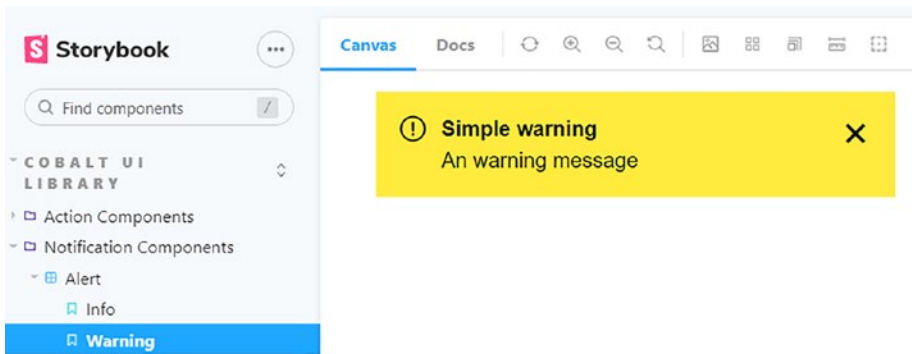 Storybook
Find components
/
COBALT UI
LIBRARY
Action Components
Notification Components
Alert
Info
Warning
Canvas
Docs
Simple warning
An warning message